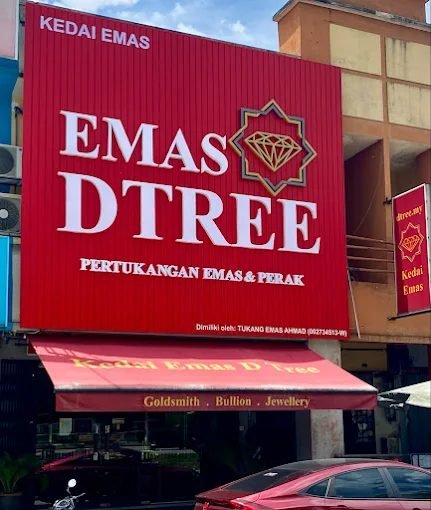 KEDAI EMAS
EMAS
DTREE
PERTUKANGAN EMAS & PERAK
Dimiliki oleh: TUKANG EMAS AHMAD (002734513-W)
Kedai Emas D'Tree
Goldsmith . Bullion . Jewellery
dtree.my
Kedai
Emas